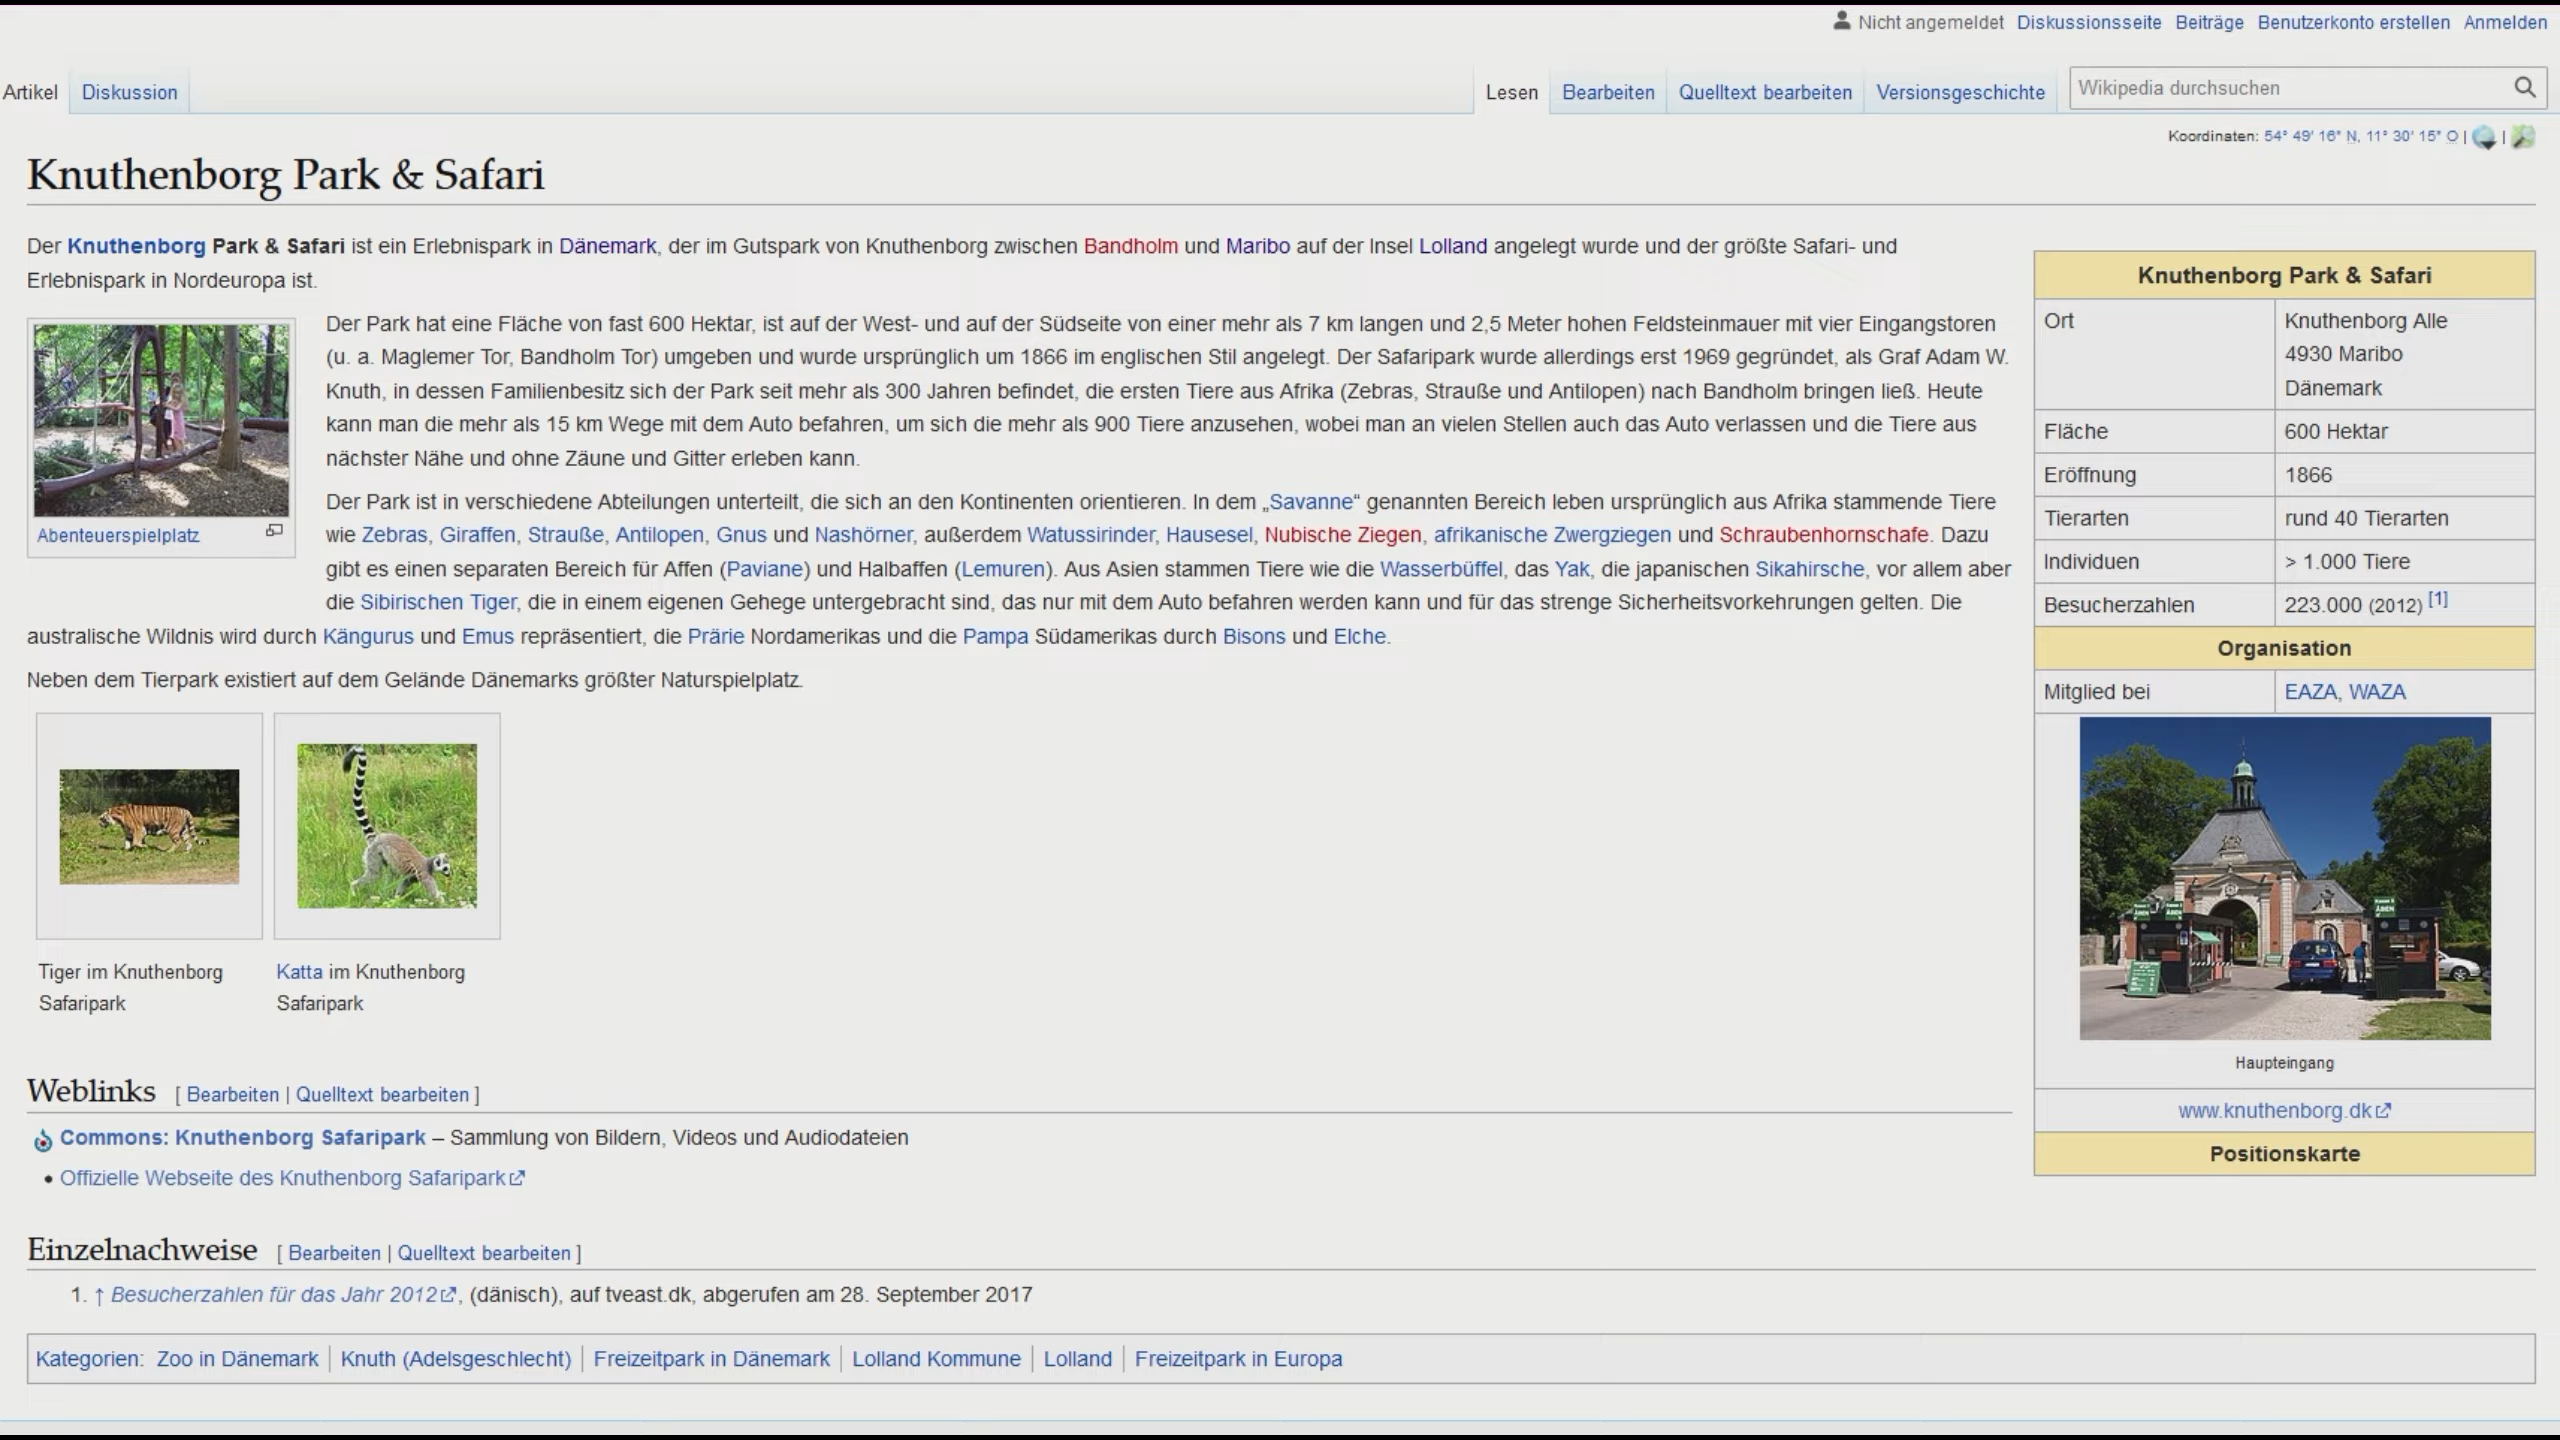 Nicht angemeldet Diskussionsseite Beiträge Benutzerkonto erstellen Anmelden
Artikel Diskussion Lesen Bearbeiten Quelltext bearbeiten Versionsgeschichte Wikipedia durchsuchen
Koordinaten: 54° 49′ 16″ N, 11° 30′ 15″ O | |
Knuthenborg Park & Safari
Der Knuthenborg Park & Safari ist ein Erlebnispark in Dänemark, der im Gutspark von Knuthenborg zwischen Bandholm und Maribo auf der Insel Lolland angelegt wurde und der größte Safari- und
Erlebnispark in Nordeuropa ist.
Der Park hat eine Fläche von fast 600 Hektar, ist auf der West- und auf der Südseite von einer mehr als 7 km langen und 2,5 Meter hohen Feldsteinmauer mit vier Eingangstoren
(u. a. Maglemer Tor, Bandholm Tor) umgeben und wurde ursprünglich um 1866 im englischen Stil angelegt. Der Safaripark wurde allerdings erst 1969 gegründet, als Graf Adam W.
Knuth, in dessen Familienbesitz sich der Park seit mehr als 300 Jahren befindet, die ersten Tiere aus Afrika (Zebras, Strauße und Antilopen) nach Bandholm bringen ließ. Heute
kann man die mehr als 15 km Wege mit dem Auto befahren, um sich die mehr als 900 Tiere anzusehen, wobei man an vielen Stellen auch das Auto verlassen und die Tiere aus
nächster Nähe und ohne Zäune und Gitter erleben kann.
Abenteuerspielplatz
Der Park ist in verschiedene Abteilungen unterteilt, die sich an den Kontinenten orientieren. In dem „Savanne“ genannten Bereich leben ursprünglich aus Afrika stammende Tiere
wie Zebras, Giraffen, Strauße, Antilopen, Gnus und Nashörner, außerdem Watussirinder, Hausesel, Nubische Ziegen, afrikanische Zwergziegen und Schraubenhornschafe. Dazu
gibt es einen separaten Bereich für Affen (Paviane) und Halbaffen (Lemuren). Aus Asien stammen Tiere wie die Wasserbüffel, das Yak, die japanischen Sikahirsche, vor allem aber
die Sibirischen Tiger, die in einem eigenen Gehege untergebracht sind, das nur mit dem Auto befahren werden kann und für das strenge Sicherheitsvorkehrungen gelten. Die
australische Wildnis wird durch Kängurus und Emus repräsentiert, die Prärie Nordamerikas und die Pampa Südamerikas durch Bisons und Elche.
Neben dem Tierpark existiert auf dem Gelände Dänemarks größter Naturspielplatz.
Tiger im Knuthenborg
Safaripark
Katta im Knuthenborg
Safaripark
Knuthenborg Park & Safari
Ort Knuthenborg Alle
4930 Maribo
Dänemark
Fläche 600 Hektar
Eröffnung 1866
Tierarten rund 40 Tierarten
Individuen > 1.000 Tiere
Besucherzahlen 223.000 (2012) [1]
Organisation
Mitglied bei EAZA, WAZA
ÅBEN ÅBEN
ÅBEN
Haupteingang
www.knuthenborg.dk
Positionskarte
Weblinks [ Bearbeiten | Quelltext bearbeiten ]
Commons: Knuthenborg Safaripark – Sammlung von Bildern, Videos und Audiodateien
• Offizielle Webseite des Knuthenborg Safaripark
Einzelnachweise [ Bearbeiten | Quelltext bearbeiten ]
1. ↑ Besucherzahlen für das Jahr 2012, (dänisch), auf tveast.dk, abgerufen am 28. September 2017
Kategorien: Zoo in Dänemark | Knuth (Adelsgeschlecht) | Freizeitpark in Dänemark | Lolland Kommune | Lolland | Freizeitpark in Europa